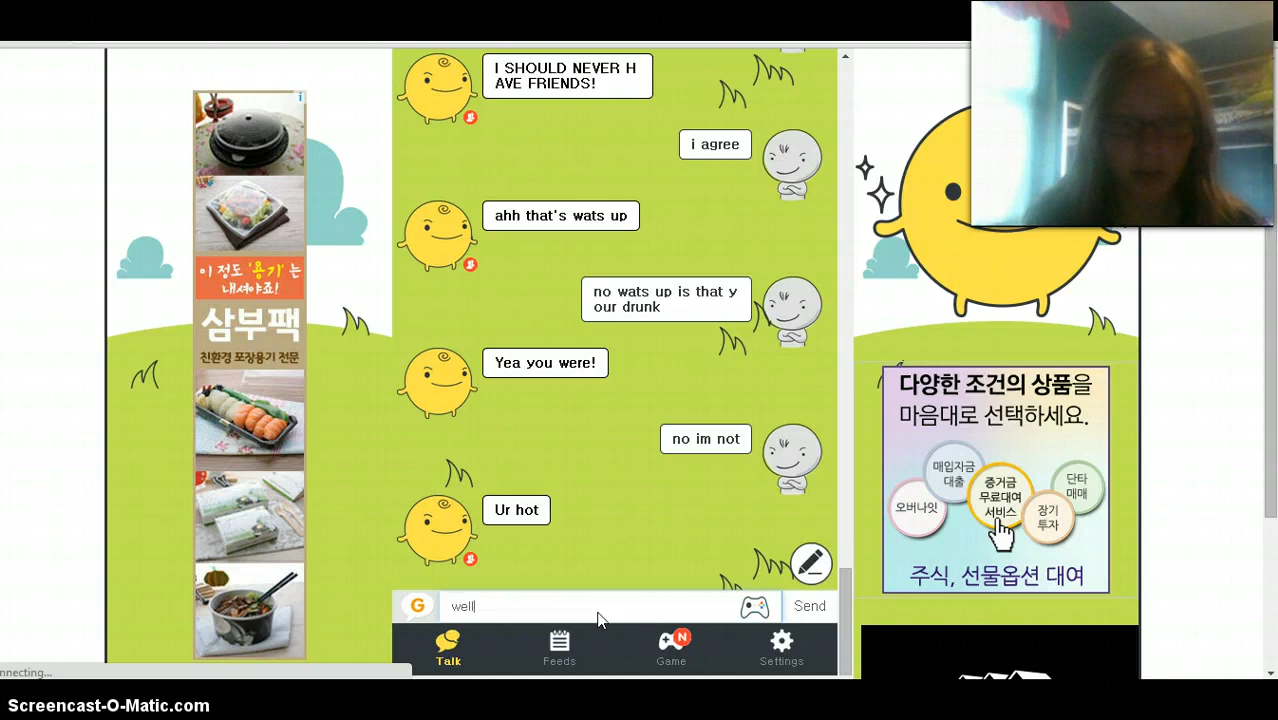 I SHOULD NEVER H
AVE FRIENDS!
i agree
ahh that's wats up
no wats up is that y
our drunk
Yea you were!
no im not
Ur hot
G
well
Send
Talk
Feeds
N
Game
Settings
이 정도 '용기'는
내셔야죠!
삼부팩
친환경 포장용기 전문
다양한 조건의 상품을
마음대로 선택하세요.
매입자금
대출
증거금
무료대여
서비스
단타
매매
오버나잇
장기
투자
주식, 선물옵션 대여
onnecting...
Screencast-O-Matic.com